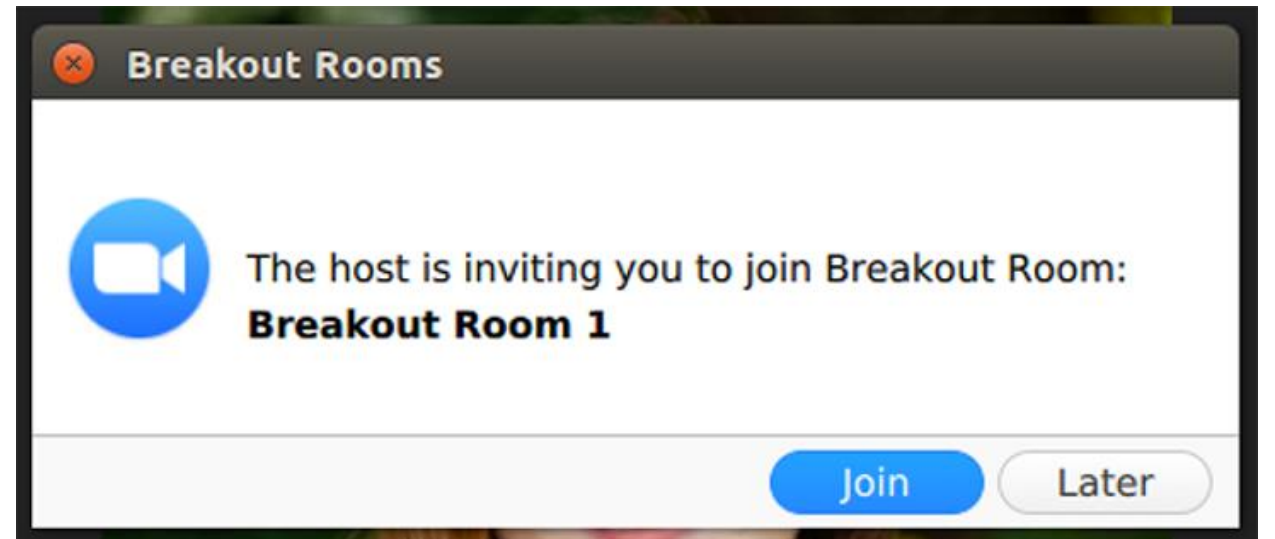 Breakout Rooms
The host is inviting you to join Breakout Room:
Breakout Room 1
Join
Later